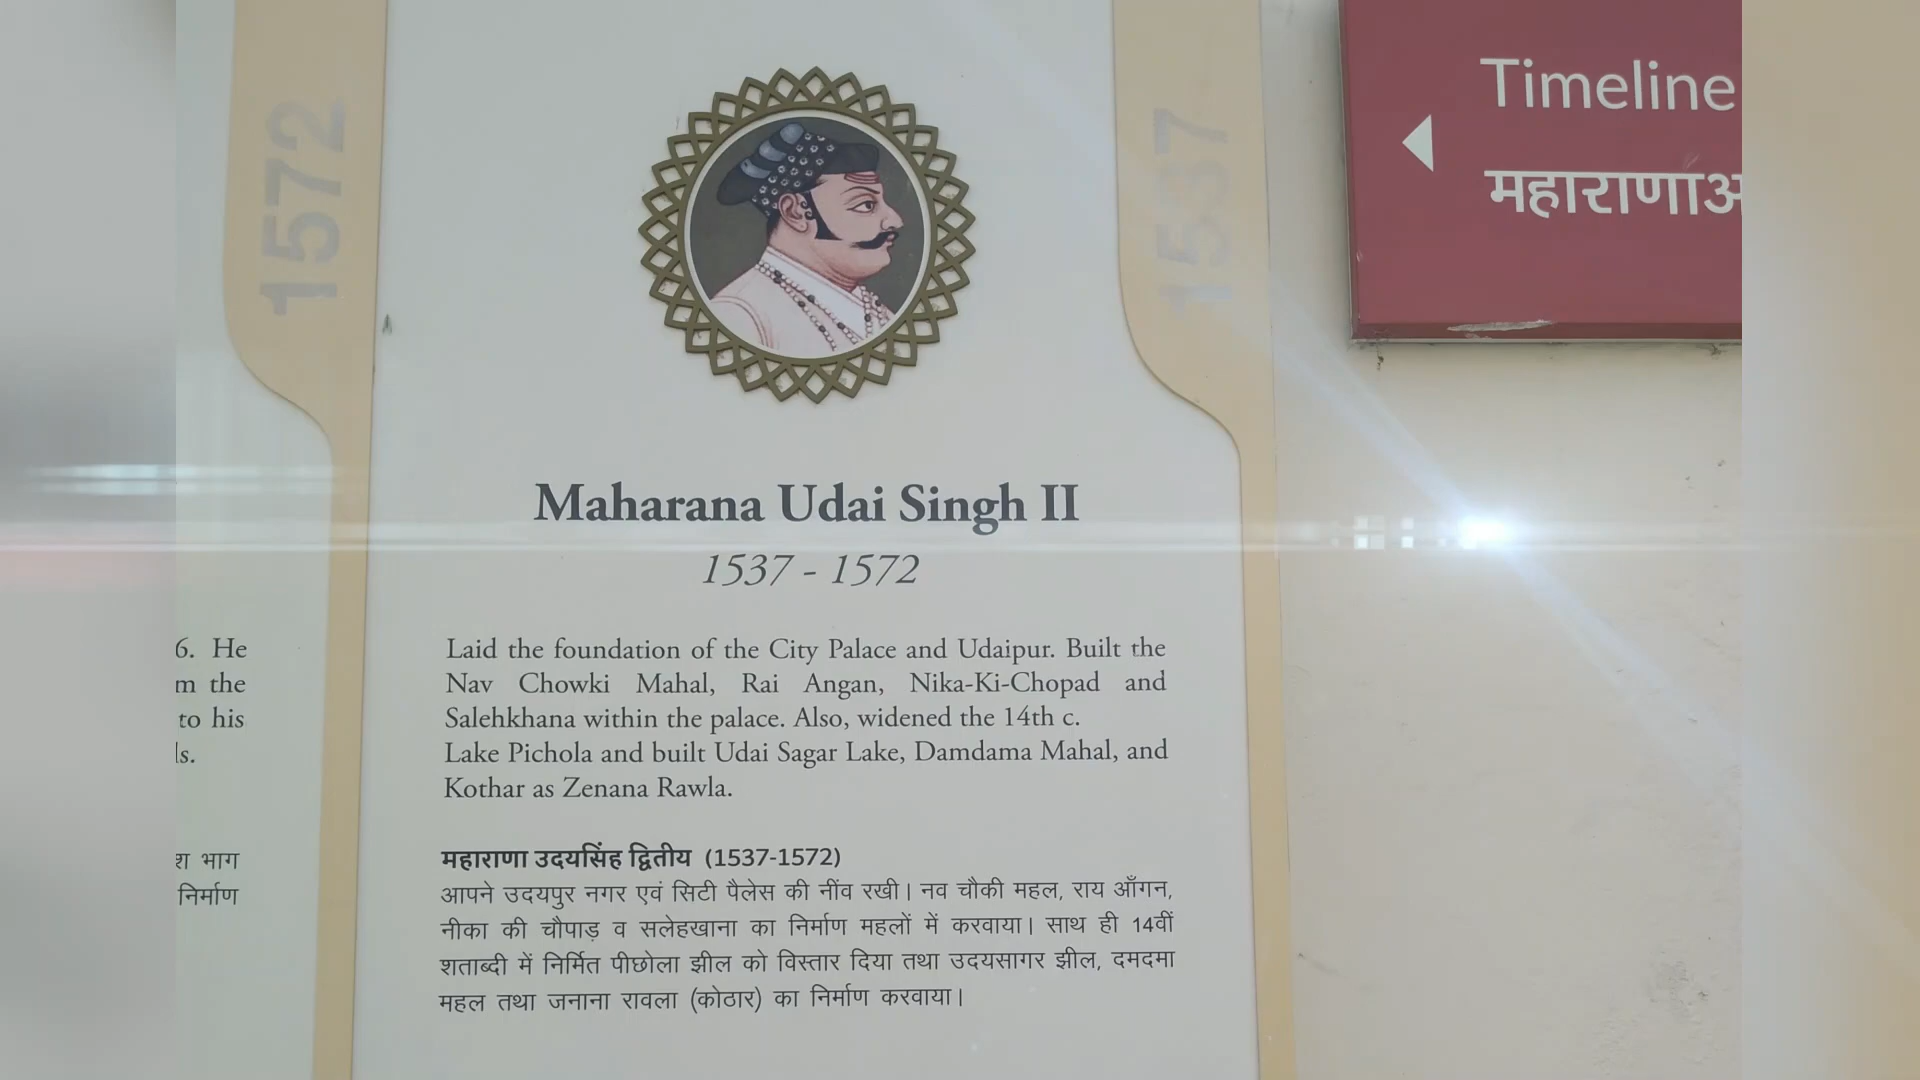 1572
1537
Timeline
महाराणाअ
Maharana Udai Singh II
1537 - 1572
Laid the foundation of the City Palace and Udaipur. Built the
Nav Chowki Mahal, Rai Angan, Nika-Ki-Chopad and
Salehkhana within the palace. Also, widened the 14th c.
Lake Pichola and built Udai Sagar Lake, Damdama Mahal, and
Kothar as Zenana Rawla.
महाराणा उदयसिंह द्वितीय (1537-1572)
आपने उदयपुर नगर एवं सिटी पैलेस की नींव रखी। नव चौकी महल, राय आँगन,
नीका की चौपाड़ व सलेहखाना का निर्माण महलों में करवाया। साथ ही 14वीं
शताब्दी में निर्मित पीछोला झील को विस्तार दिया तथा उदयसागर झील, दमदमा
महल तथा जनाना रावला (कोठार) का निर्माण करवाया।
6. He
m the
to his
ls.
श भाग
निर्माण